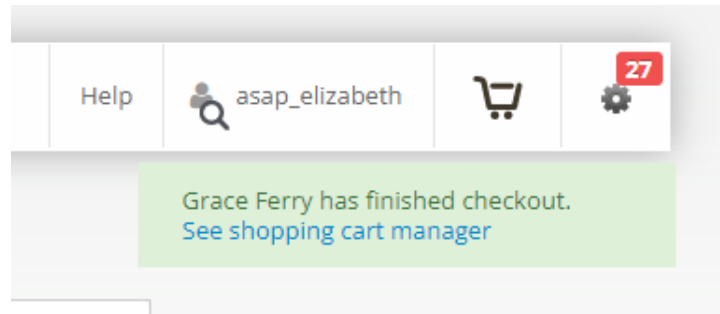 Help
asap_elizabeth
27
Grace Ferry has finished checkout.
See shopping cart manager